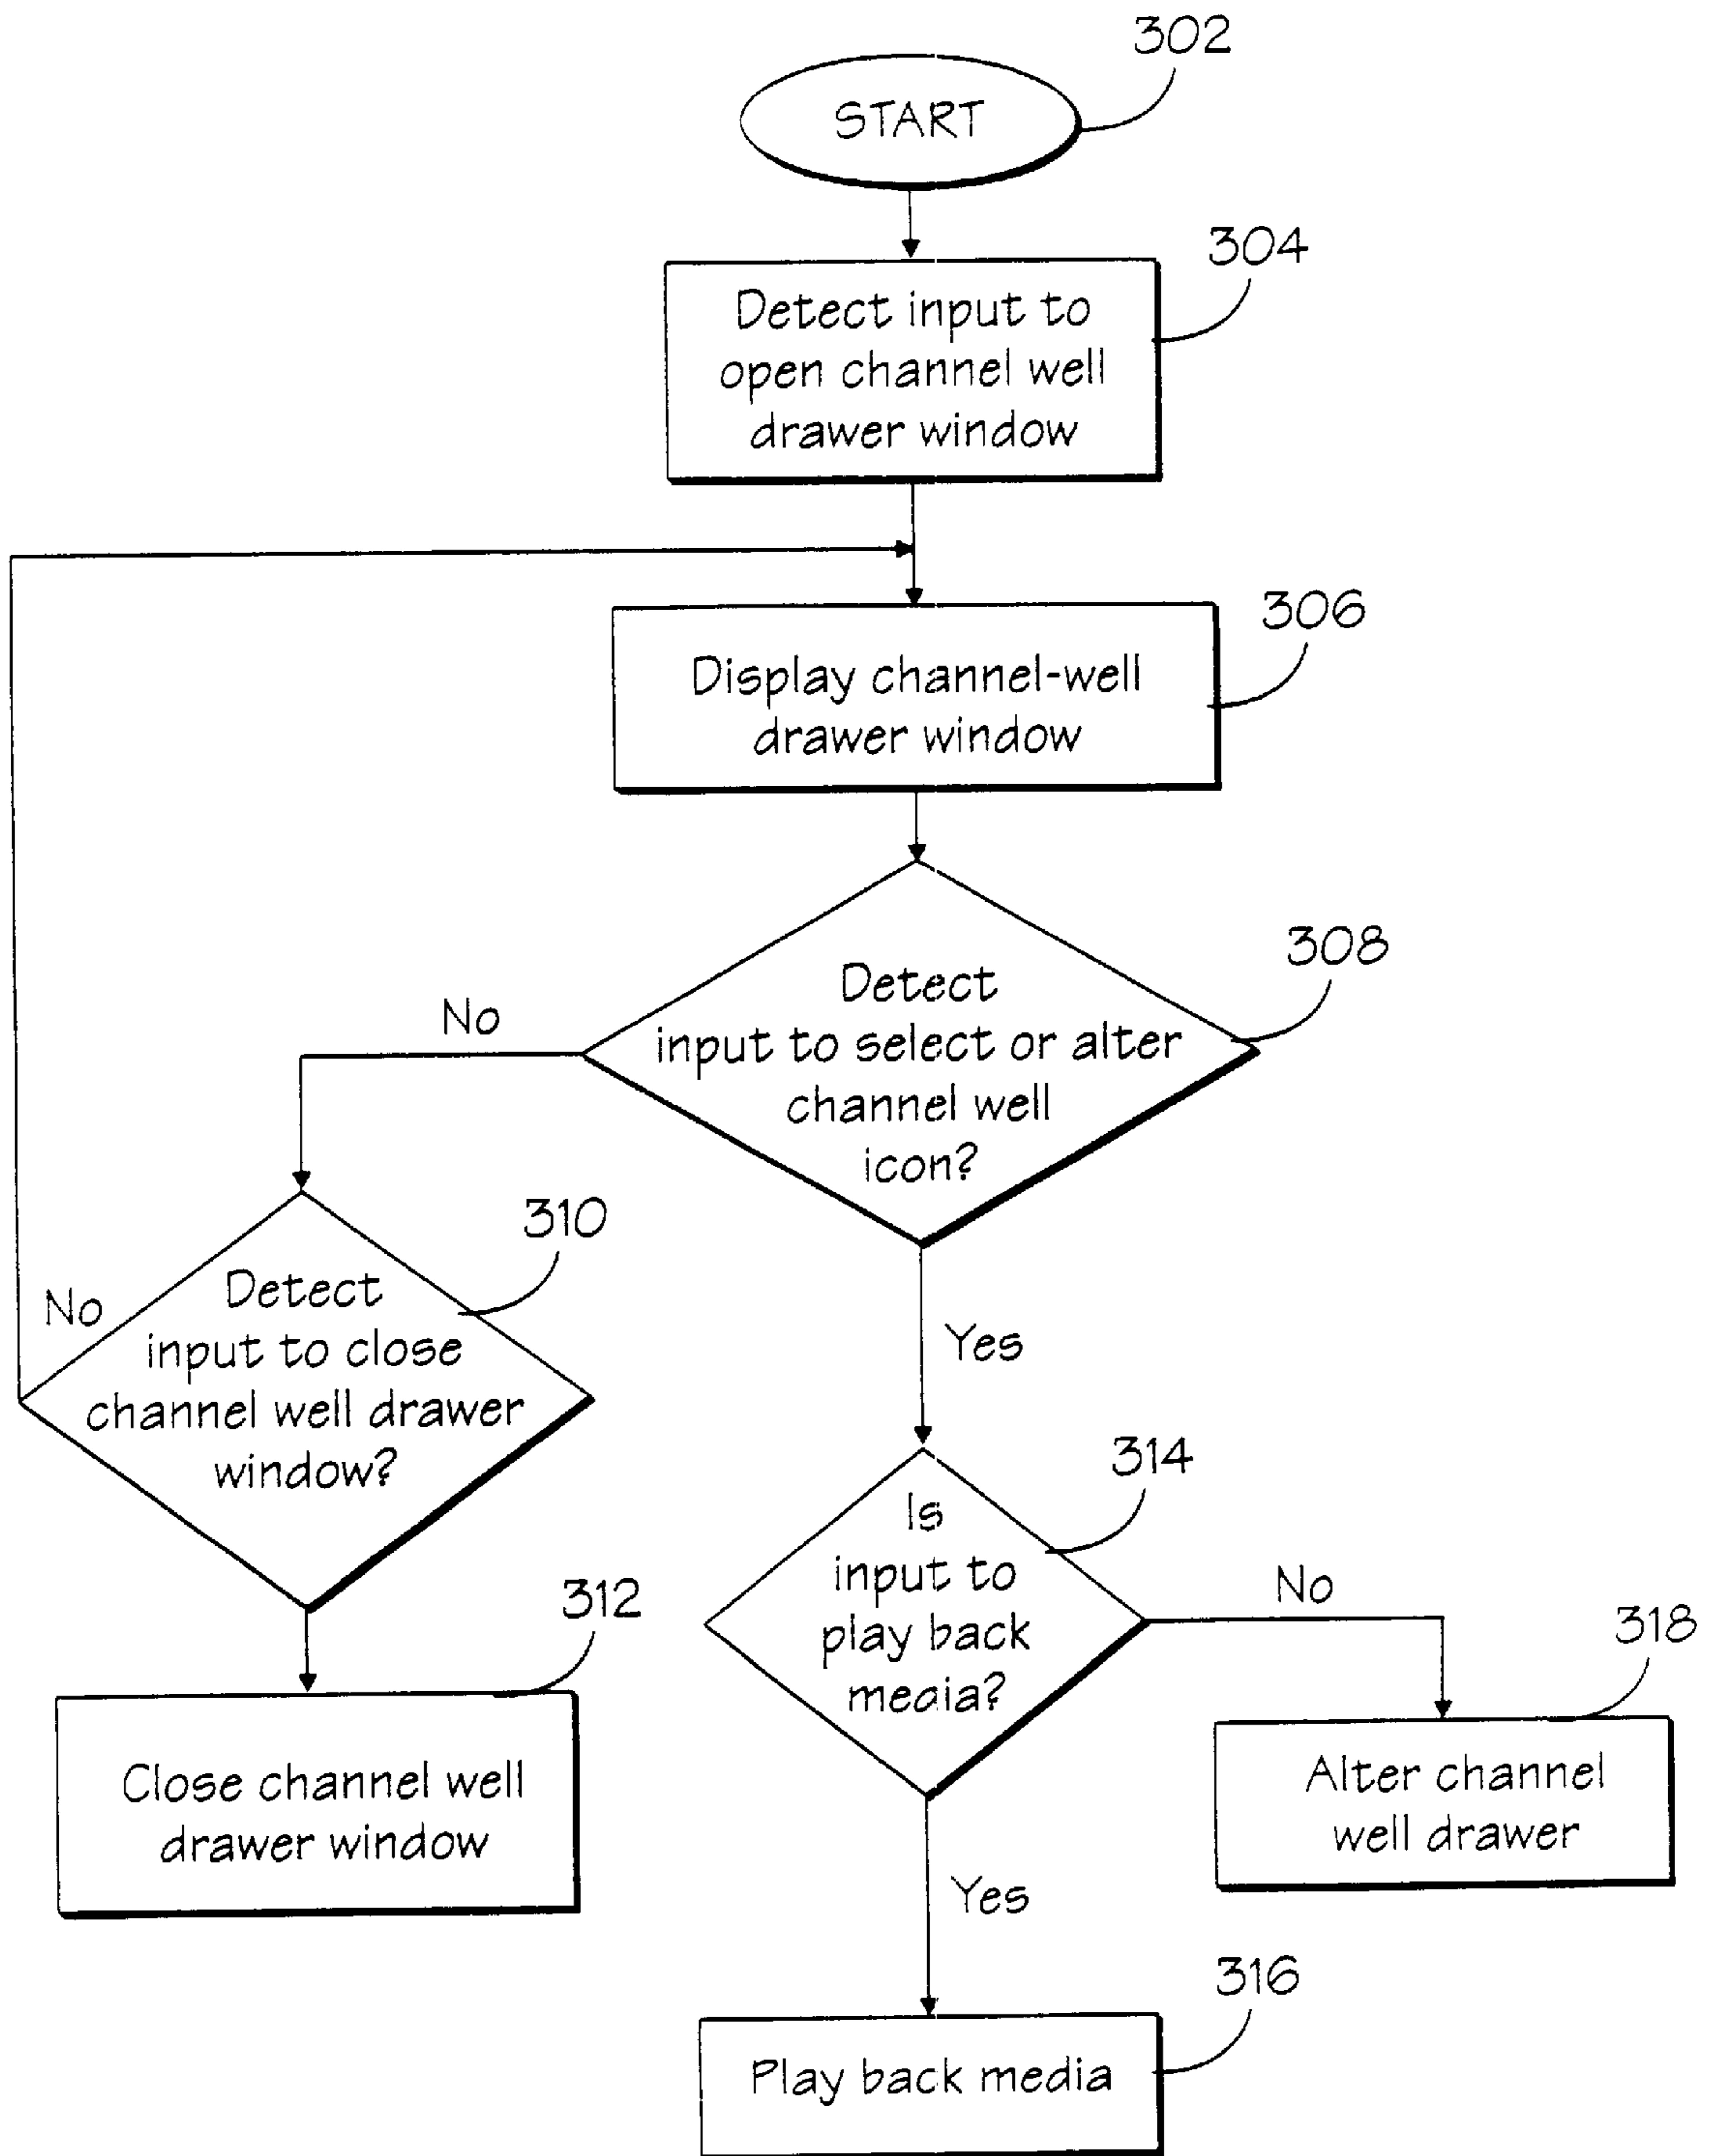 302
START
304
Detect input to
open channel well
drawer window
306
Display channel-well
drawer window
308
Detect
input to select or alter
channel well
icon?
No
310
Detect
input to close
channel well drawer
window?
No
Yes
314
Is
input to
play back
media?
No
312
Close channel well
drawer window
318
Alter channel
well drawer
Yes
316
Play back media